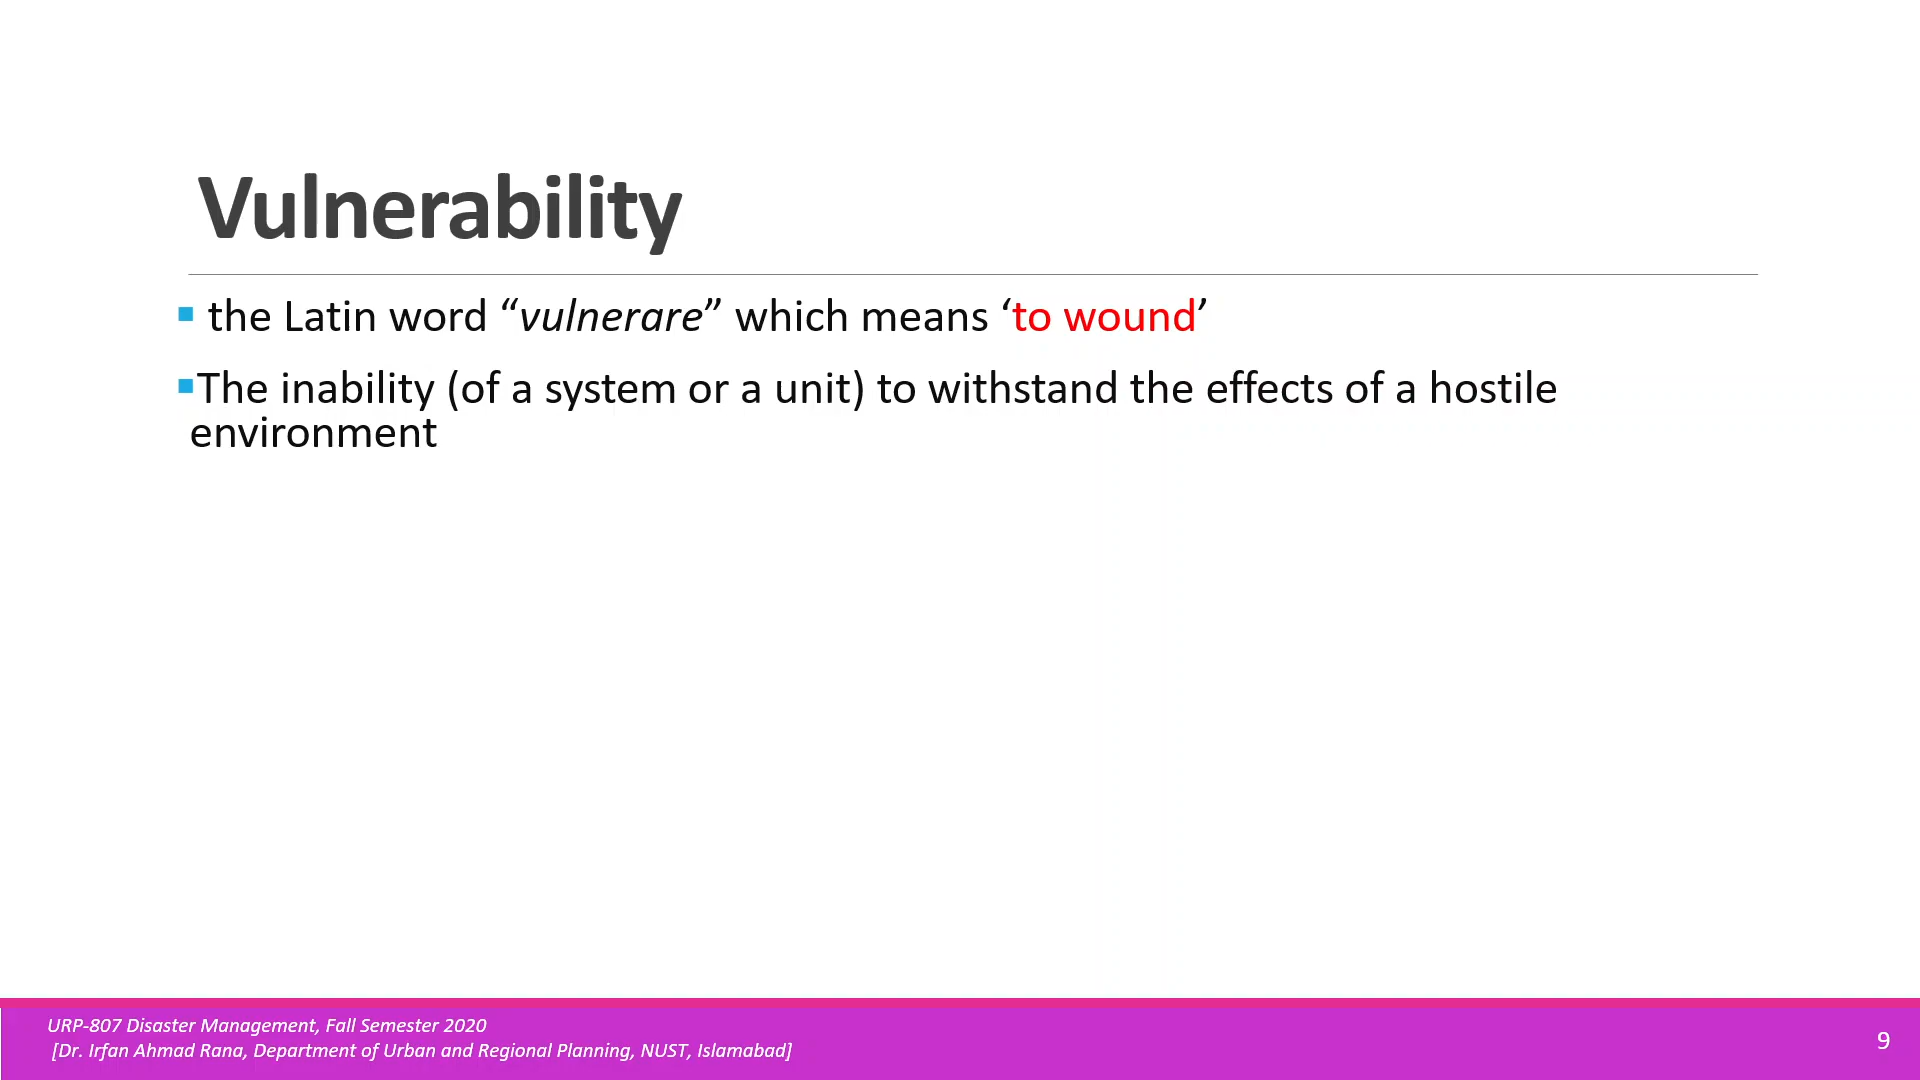 Vulnerability
▪ the Latin word “vulnerare” which means ‘to wound’
▪The inability (of a system or a unit) to withstand the effects of a hostile
environment
URP-807 Disaster Management, Fall Semester 2020
[Dr. Irfan Ahmad Rana, Department of Urban and Regional Planning, NUST, Islamabad]
9